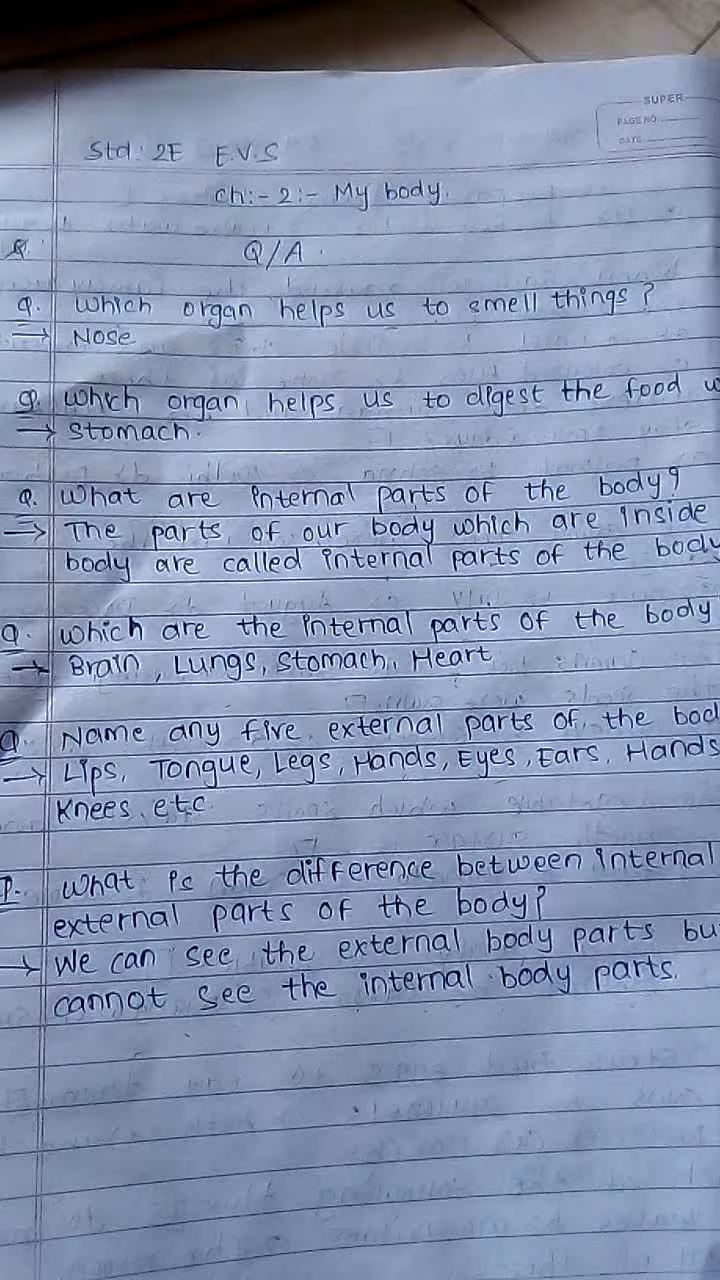 SUPER
PAGE NO.
DATE
Std: 2E E.V.S
Ch:- 2:- My body.
Q/A.
Q. Which organ helps us to smell things?
→ Nose
Q. Which organ helps us to digest the food
→ Stomach.
Q. What are internal parts of the body?
→ The parts of our body which are inside
body are called internal parts of the body
Q. Which are the internal parts of the body
→ Brain, Lungs, Stomach, Heart
Q. Name any five external parts of the
→ Lips, Tongue, Legs, Hands, Eyes, Ears, Hands
Knees, etc.
Q. What is the difference between internal
external parts of the body?
→ We can see the external body parts
cannot see the internal body parts.